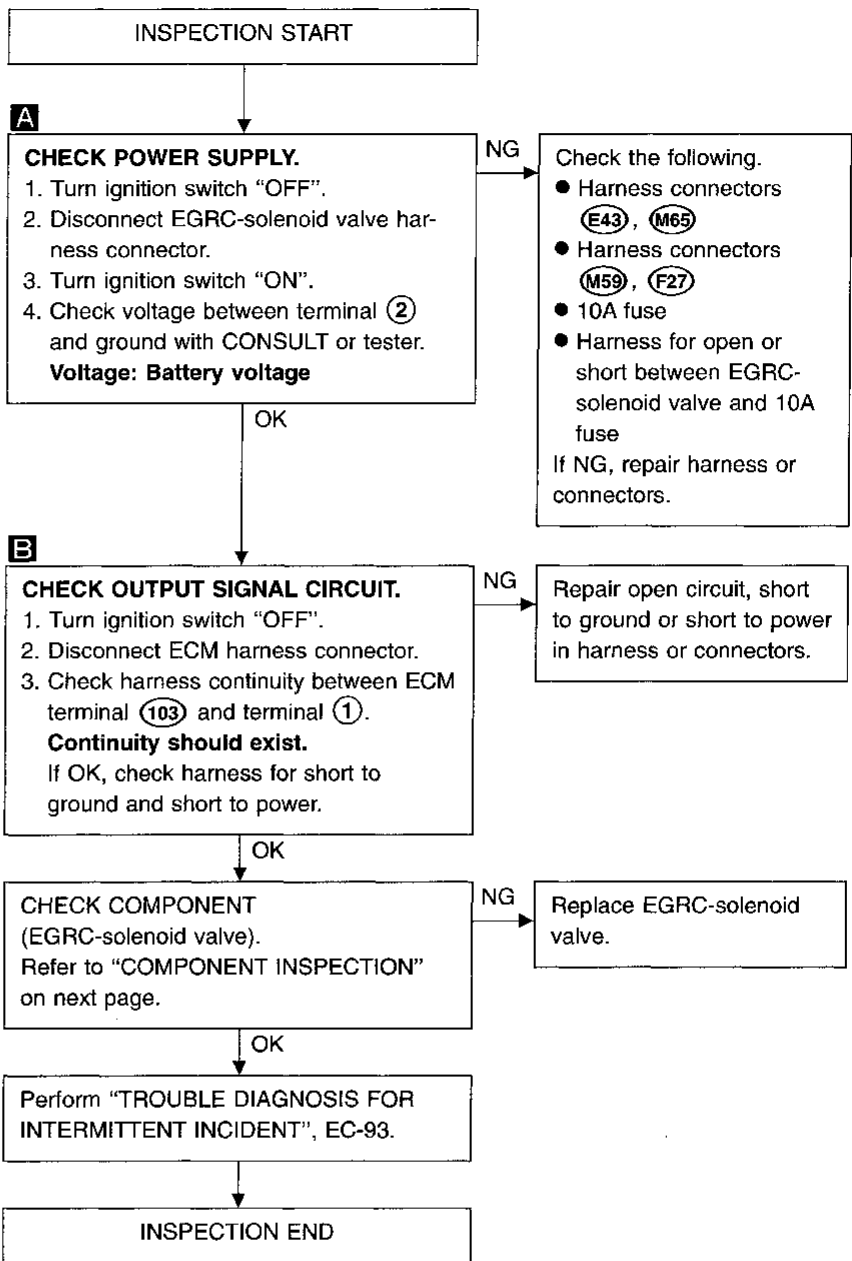 INSPECTION START
A
CHECK POWER SUPPLY.
1. Turn ignition switch “OFF”.
2. Disconnect EGRC-solenoid valve har-
ness connector.
3. Turn ignition switch “ON”.
4. Check voltage between terminal ②
and ground with CONSULT or tester.
Voltage: Battery voltage
NG
Check the following.
● Harness connectors
E43, M65
● Harness connectors
M59, F27
● 10A fuse
● Harness for open or
short between EGRC-
solenoid valve and 10A
fuse
If NG, repair harness or
connectors.
OK
B
CHECK OUTPUT SIGNAL CIRCUIT.
1. Turn ignition switch “OFF”.
2. Disconnect ECM harness connector.
3. Check harness continuity between ECM
terminal 103 and terminal ①.
Continuity should exist.
If OK, check harness for short to
ground and short to power.
NG
Repair open circuit, short
to ground or short to power
in harness or connectors.
OK
CHECK COMPONENT
(EGRC-solenoid valve).
Refer to “COMPONENT INSPECTION”
on next page.
NG
Replace EGRC-solenoid
valve.
OK
Perform “TROUBLE DIAGNOSIS FOR
INTERMITTENT INCIDENT”, EC-93.
INSPECTION END